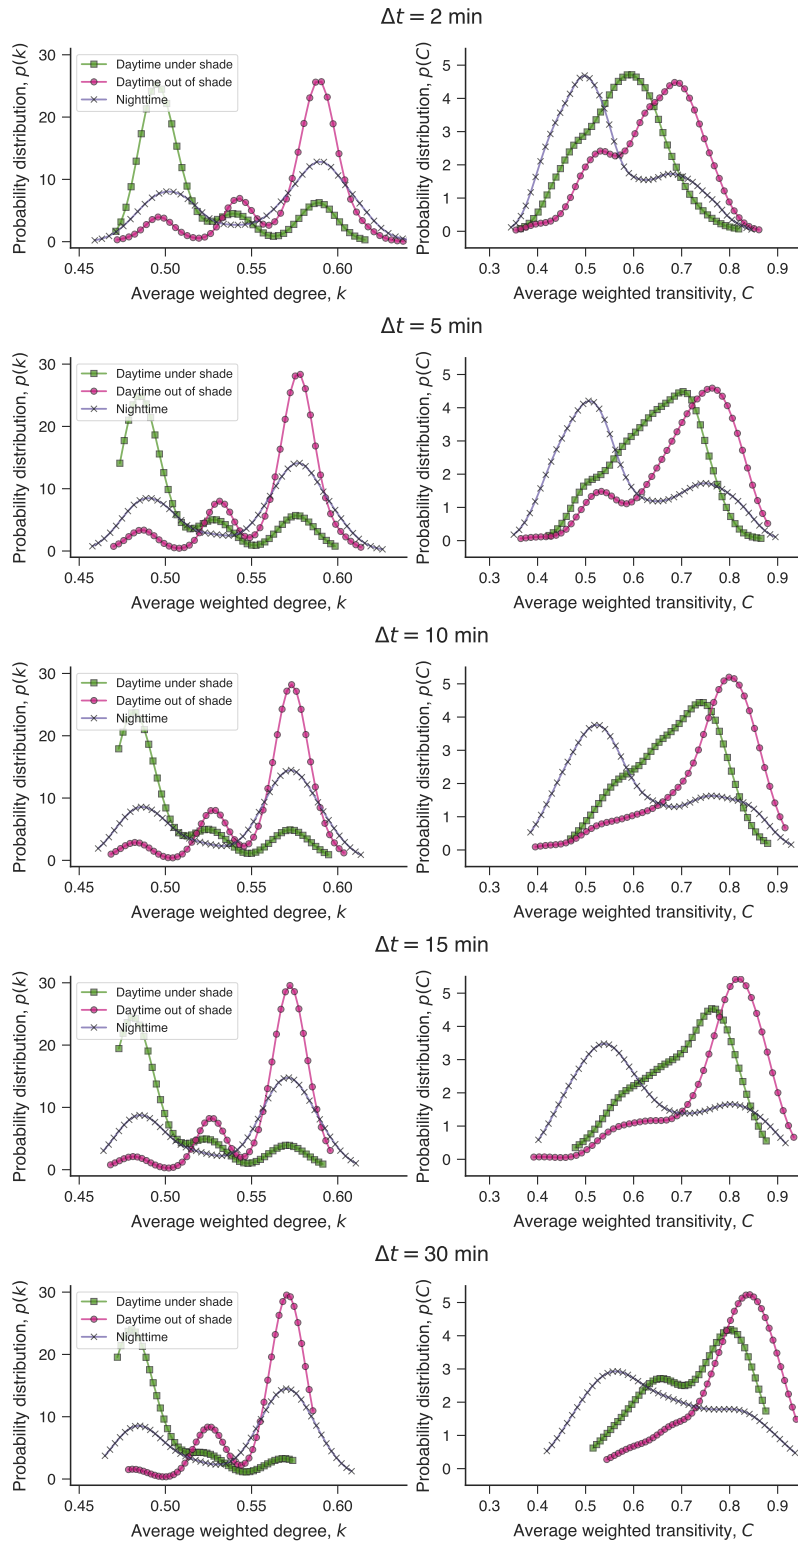 Δt = 2 min
Probability distribution, p(k)
30
20
10
0
Daytime under shade
Daytime out of shade
Nighttime
0.45 0.50 0.55 0.60
Average weighted degree, k
Probability distribution, p(C)
5
4
3
2
1
0
0.3 0.4 0.5 0.6 0.7 0.8 0.9
Average weighted transitivity, C
Δt = 5 min
Probability distribution, p(k)
30
20
10
0
Daytime under shade
Daytime out of shade
Nighttime
0.45 0.50 0.55 0.60
Average weighted degree, k
Probability distribution, p(C)
5
4
3
2
1
0
0.3 0.4 0.5 0.6 0.7 0.8 0.9
Average weighted transitivity, C
Δt = 10 min
Probability distribution, p(k)
30
20
10
0
Daytime under shade
Daytime out of shade
Nighttime
0.45 0.50 0.55 0.60
Average weighted degree, k
Probability distribution, p(C)
5
4
3
2
1
0
0.3 0.4 0.5 0.6 0.7 0.8 0.9
Average weighted transitivity, C
Δt = 15 min
Probability distribution, p(k)
30
20
10
0
Daytime under shade
Daytime out of shade
Nighttime
0.45 0.50 0.55 0.60
Average weighted degree, k
Probability distribution, p(C)
5
4
3
2
1
0
0.3 0.4 0.5 0.6 0.7 0.8 0.9
Average weighted transitivity, C
Δt = 30 min
Probability distribution, p(k)
30
20
10
0
Daytime under shade
Daytime out of shade
Nighttime
0.45 0.50 0.55 0.60
Average weighted degree, k
Probability distribution, p(C)
5
4
3
2
1
0
0.3 0.4 0.5 0.6 0.7 0.8 0.9
Average weighted transitivity, C